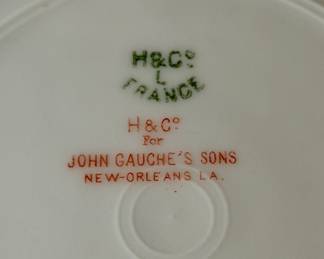 H&Cº
L
FRANCE
H & Cº
For
JOHN GAUCHE'S SONS
NEW-ORLEANS LA.